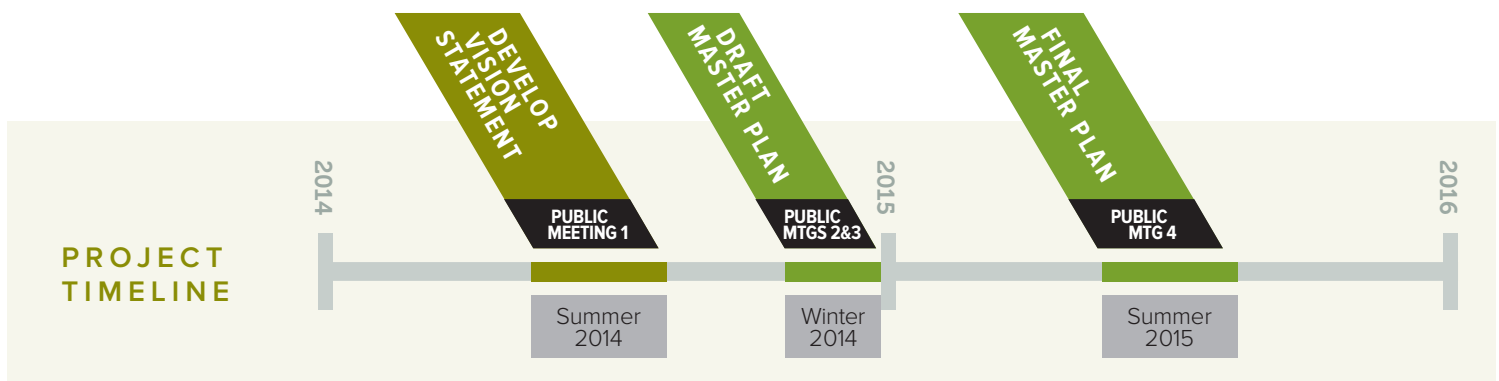 DEVELOP
VISION
STATEMENT
DRAFT
MASTER PLAN
FINAL
MASTER PLAN
2014
2015
2016
PUBLIC
MEETING 1
PUBLIC
MTGS 2&3
PUBLIC
MTG 4
PROJECT
TIMELINE
Summer
2014
Winter
2014
Summer
2015